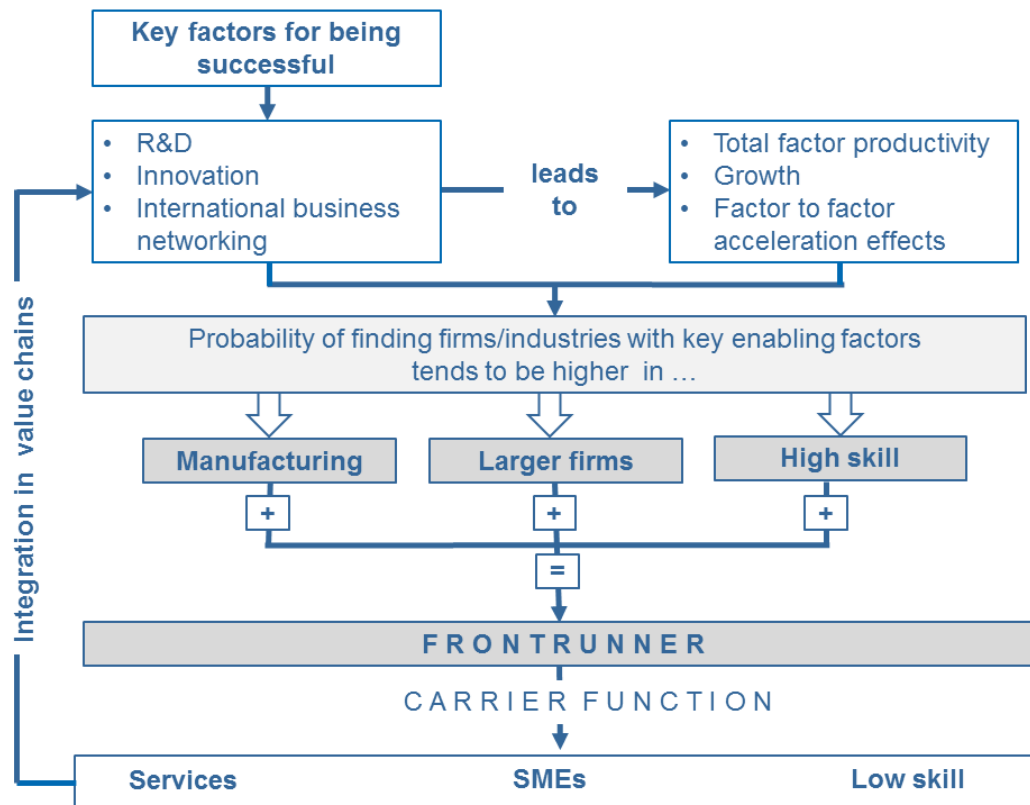 Key factors for being
successful
• R&D
• Innovation
• International business
networking
leads
to
• Total factor productivity
• Growth
• Factor to factor
acceleration effects
Integration in value chains
Probability of finding firms/industries with key enabling factors
tends to be higher in …
Manufacturing
Larger firms
High skill
+
+
+
=
FRONTRUNNER
CARRIER FUNCTION
Services
SMEs
Low skill